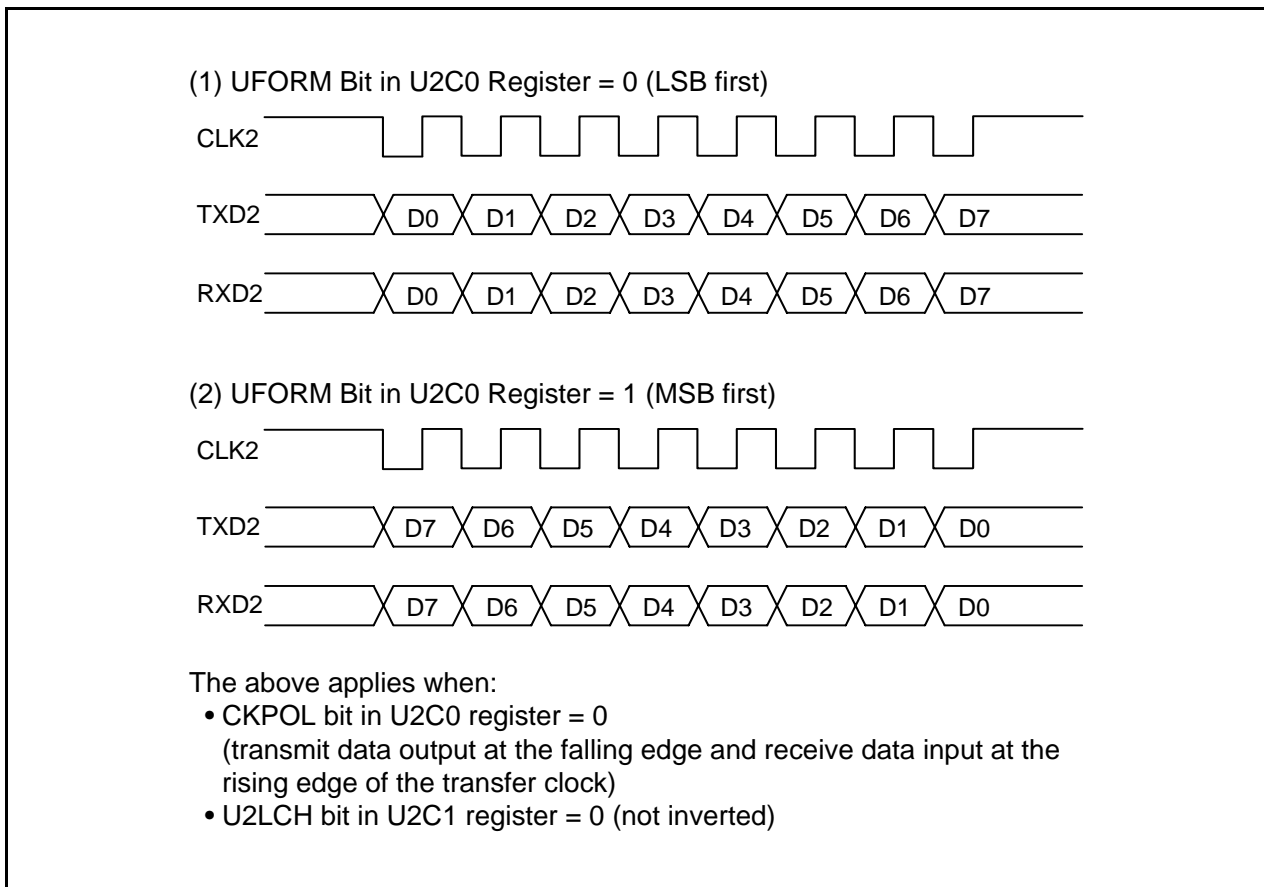 (1) UFORM Bit in U2C0 Register = 0 (LSB first)
CLK2
TXD2 D0 D1 D2 D3 D4 D5 D6 D7
RXD2 D0 D1 D2 D3 D4 D5 D6 D7
(2) UFORM Bit in U2C0 Register = 1 (MSB first)
CLK2
TXD2 D7 D6 D5 D4 D3 D2 D1 D0
RXD2 D7 D6 D5 D4 D3 D2 D1 D0
The above applies when:
• CKPOL bit in U2C0 register = 0
(transmit data output at the falling edge and receive data input at the
rising edge of the transfer clock)
• U2LCH bit in U2C1 register = 0 (not inverted)